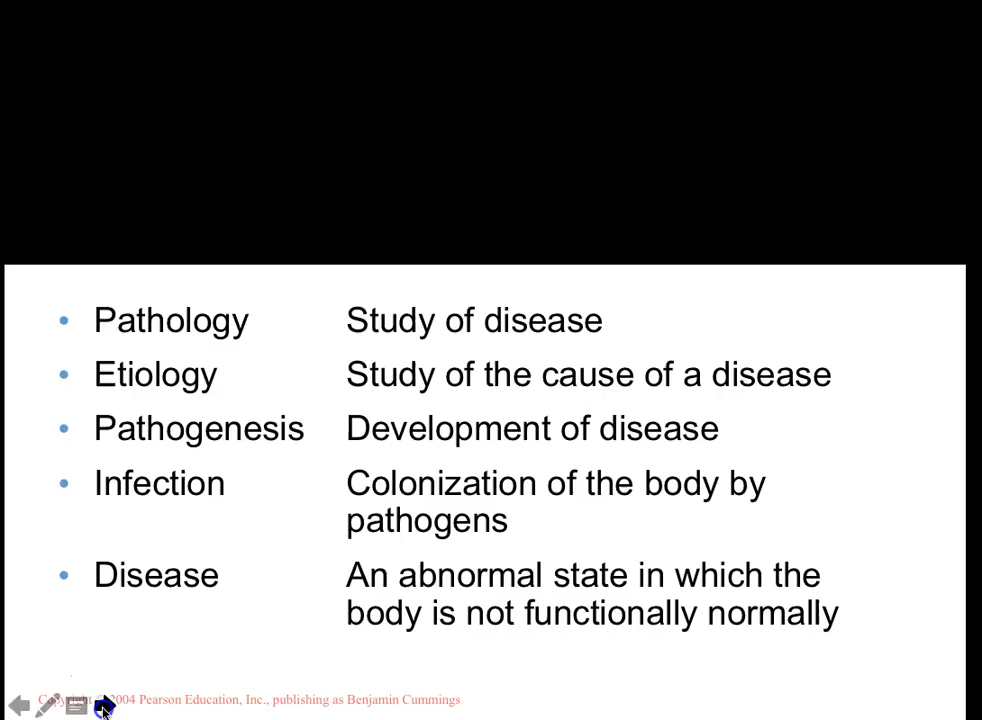 • Pathology Study of disease
• Etiology Study of the cause of a disease
• Pathogenesis Development of disease
• Infection Colonization of the body by
pathogens
• Disease An abnormal state in which the
body is not functionally normally
Copyright © 2004 Pearson Education, Inc., publishing as Benjamin Cummings